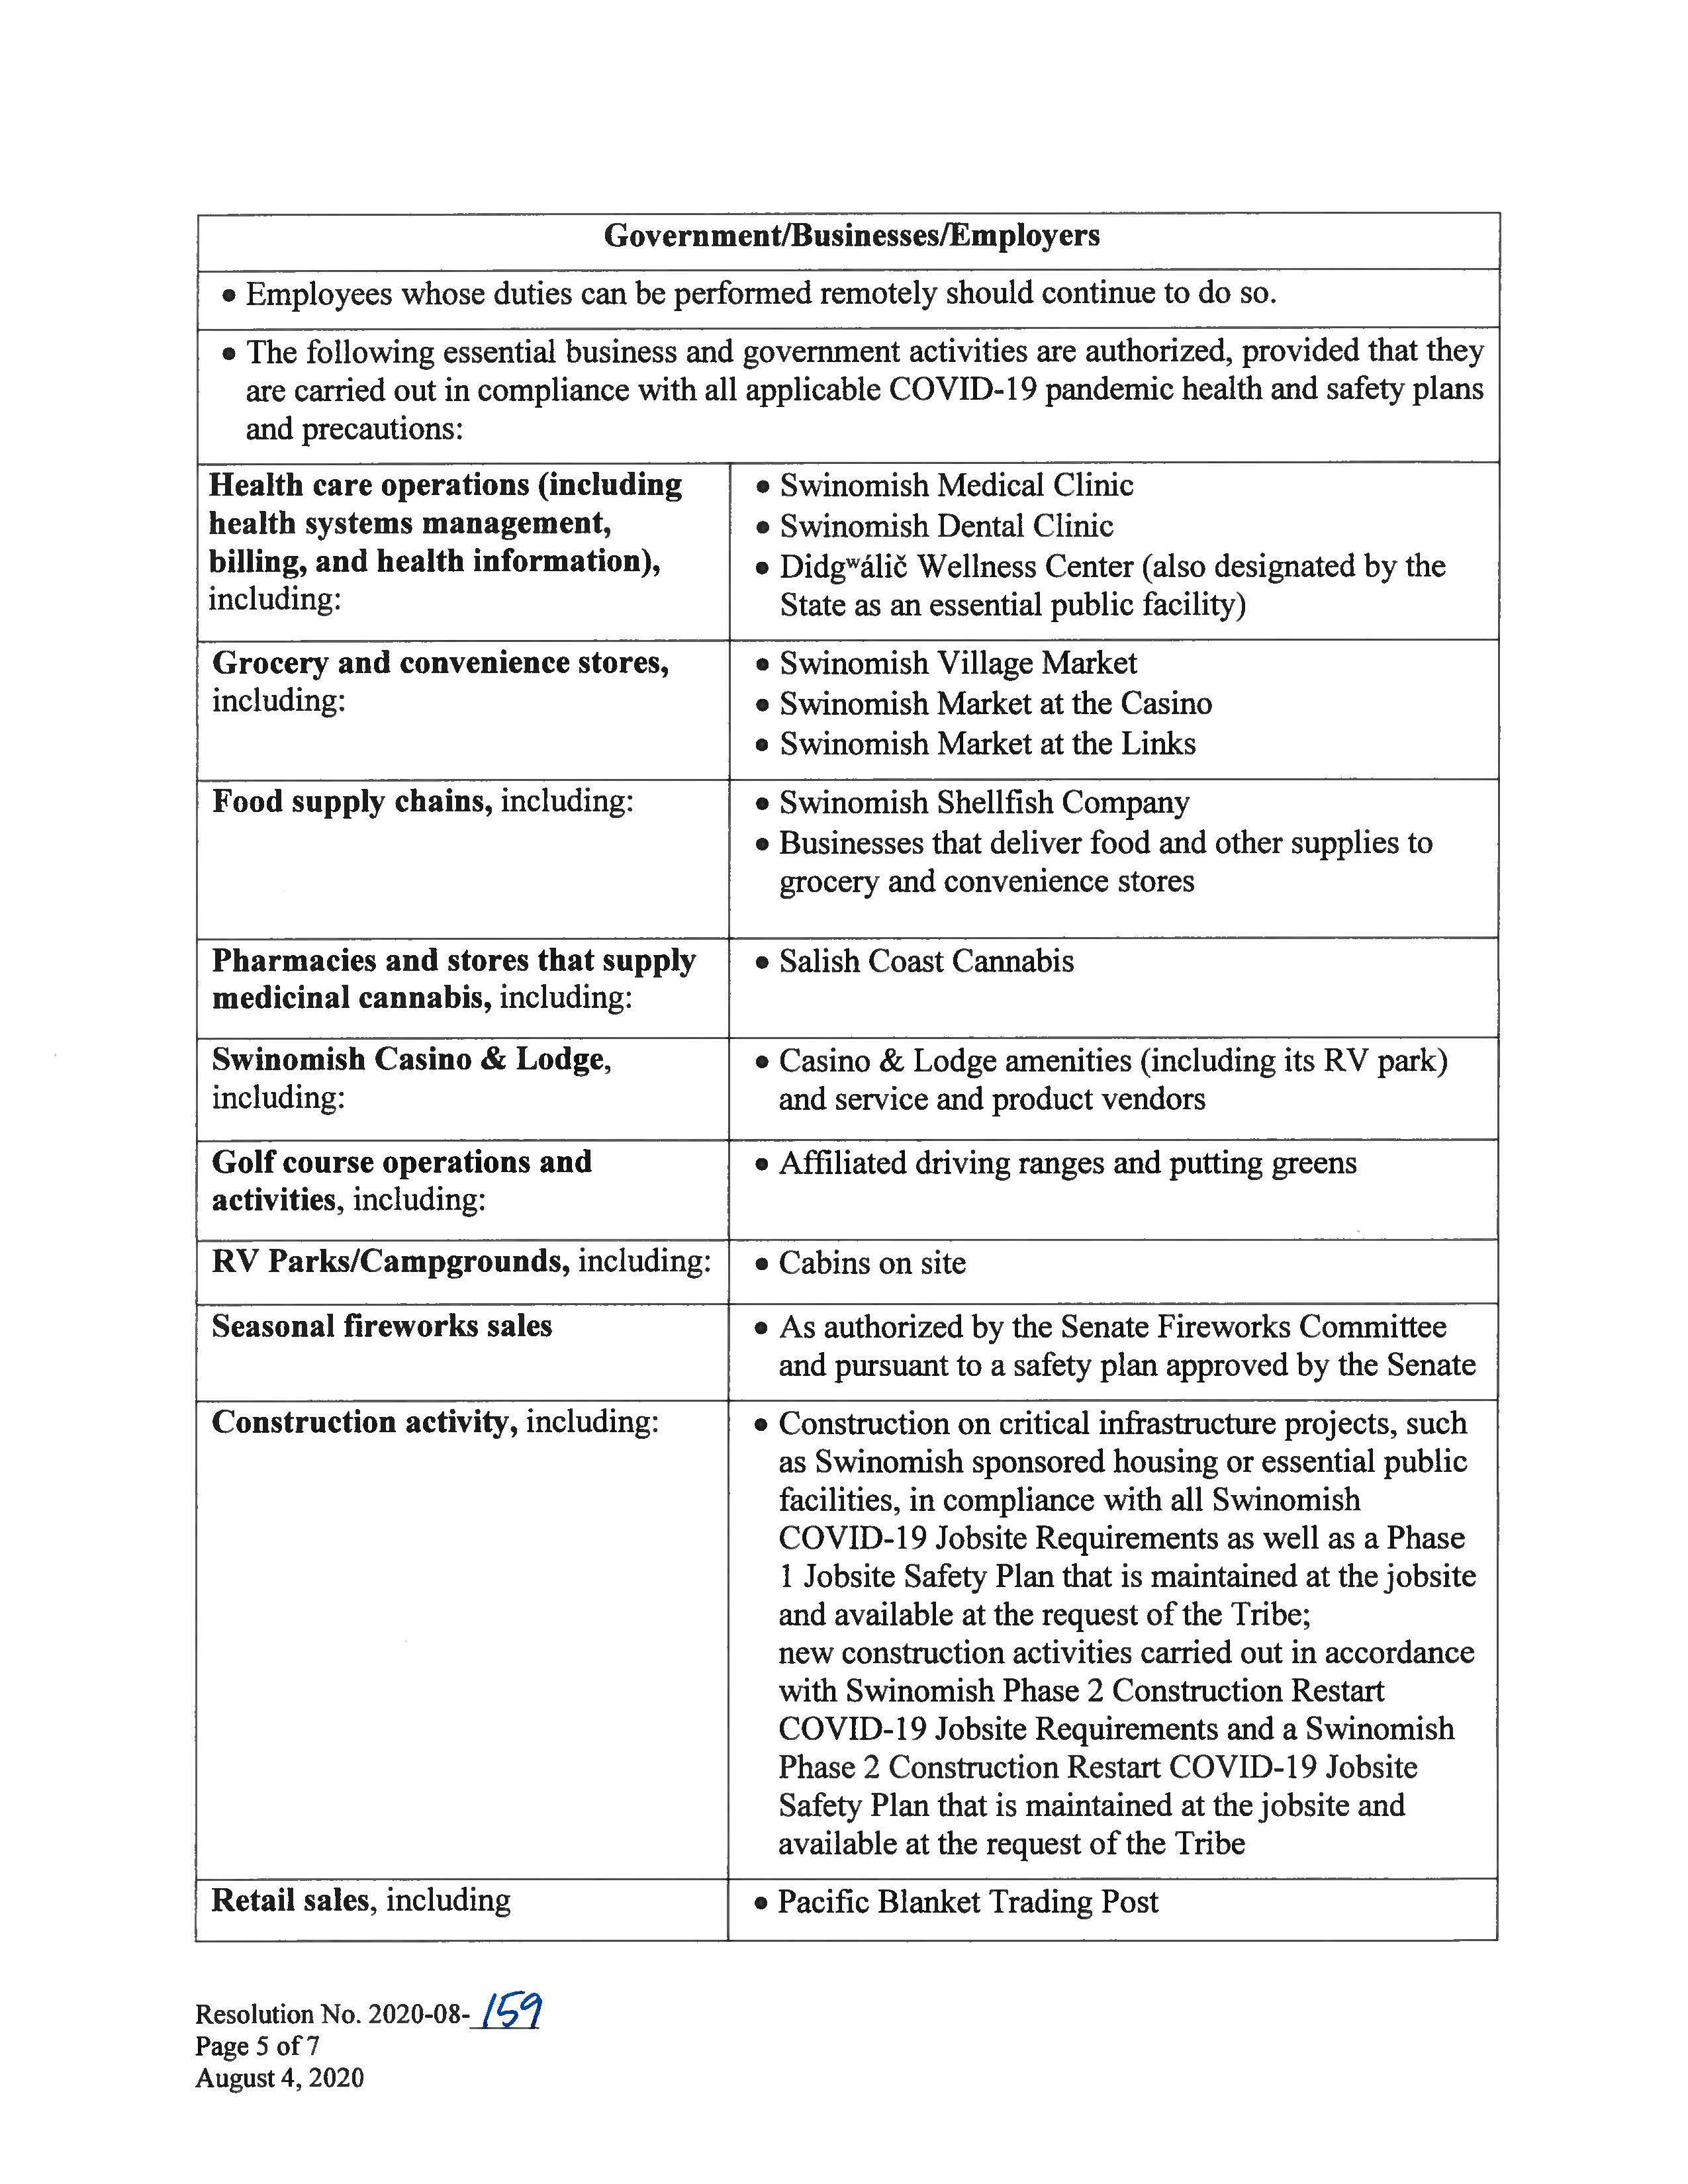 Government/Businesses/Employers
• Employees whose duties can be performed remotely should continue to do so.
• The following essential business and government activities are authorized, provided that they
are carried out in compliance with all applicable COVID-19 pandemic health and safety plans
and precautions:
Health care operations (including
health systems management,
billing, and health information),
including:
• Swinomish Medical Clinic
• Swinomish Dental Clinic
• Didgʷálič Wellness Center (also designated by the
State as an essential public facility)
Grocery and convenience stores,
including:
• Swinomish Village Market
• Swinomish Market at the Casino
• Swinomish Market at the Links
Food supply chains, including:
• Swinomish Shellfish Company
• Businesses that deliver food and other supplies to
grocery and convenience stores
Pharmacies and stores that supply
medicinal cannabis, including:
• Salish Coast Cannabis
Swinomish Casino & Lodge,
including:
• Casino & Lodge amenities (including its RV park)
and service and product vendors
Golf course operations and
activities, including:
• Affiliated driving ranges and putting greens
RV Parks/Campgrounds, including:
• Cabins on site
Seasonal fireworks sales
• As authorized by the Senate Fireworks Committee
and pursuant to a safety plan approved by the Senate
Construction activity, including:
• Construction on critical infrastructure projects, such
as Swinomish sponsored housing or essential public
facilities, in compliance with all Swinomish
COVID-19 Jobsite Requirements as well as a Phase
1 Jobsite Safety Plan that is maintained at the jobsite
and available at the request of the Tribe;
new construction activities carried out in accordance
with Swinomish Phase 2 Construction Restart
COVID-19 Jobsite Requirements and a Swinomish
Phase 2 Construction Restart COVID-19 Jobsite
Safety Plan that is maintained at the jobsite and
available at the request of the Tribe
Retail sales, including
• Pacific Blanket Trading Post
Resolution No. 2020-08-159
Page 5 of 7
August 4, 2020